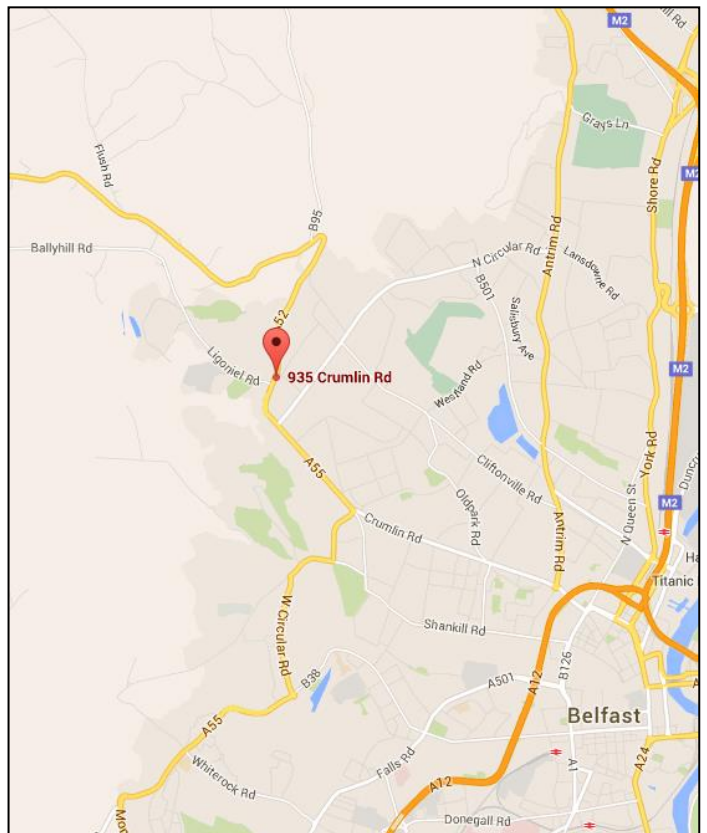 M2
Grays Ln
Flush Rd
Shore Rd
M2
B95
Ballyhill Rd
N Circular Rd
Antrim Rd
Lansdowne Rd
B501
Salisbury Ave
Ligoniel Rd
935 Crumlin Rd
Westland Rd
M2
A55
York Rd
Cliftonville Rd
Oldpark Rd
N Queen St
M2
Crumlin Rd
Antrim Rd
Titanic
W Circular Rd
Shankill Rd
B38
A501
A12
B126
A55
Belfast
Whiterock Rd
Falls Rd
A12
A1
A24
Donegall Rd